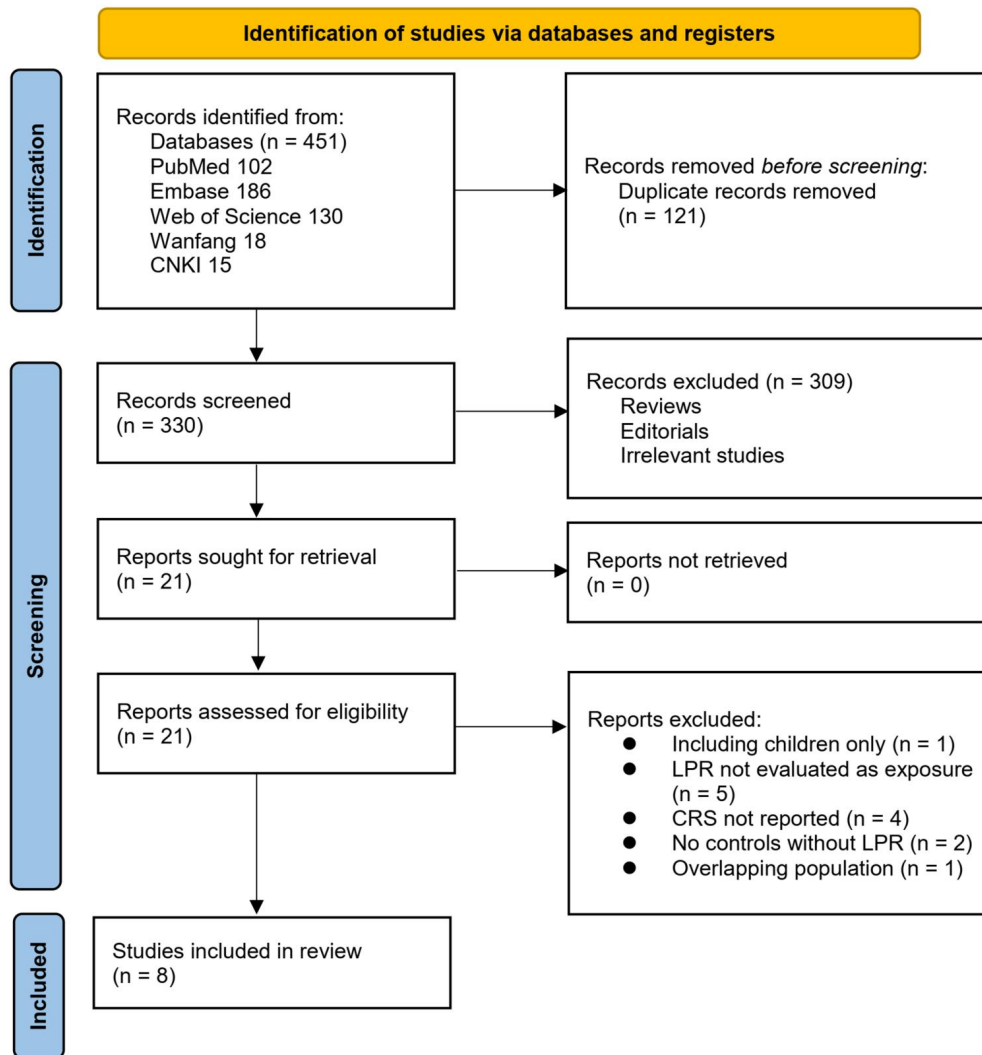 Identification of studies via databases and registers
Identification
Records identified from:
Databases (n = 451)
PubMed 102
Embase 186
Web of Science 130
Wanfang 18
CNKI 15
Records removed before screening:
Duplicate records removed
(n = 121)
Screening
Records screened
(n = 330)
Records excluded (n = 309)
Reviews
Editorials
Irrelevant studies
Reports sought for retrieval
(n = 21)
Reports not retrieved
(n = 0)
Reports assessed for eligibility
(n = 21)
Reports excluded:
● Including children only (n = 1)
● LPR not evaluated as exposure
(n = 5)
● CRS not reported (n = 4)
● No controls without LPR (n = 2)
● Overlapping population (n = 1)
Included
Studies included in review
(n = 8)